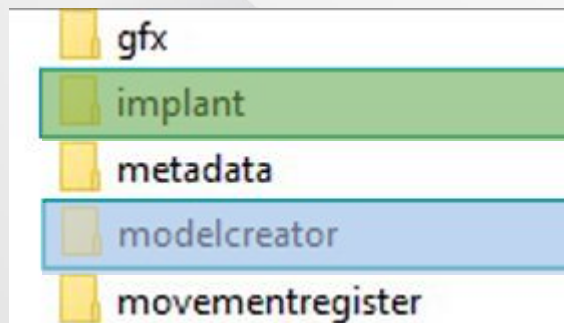 gfx
implant
metadata
modelcreator
movementregister